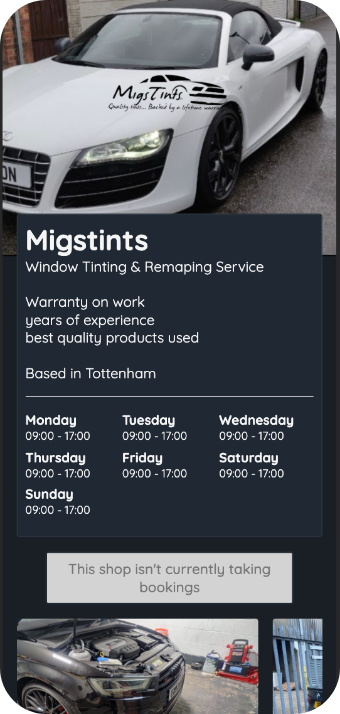 MigsTints
Quality tints... Backed by a lifetime warranty
Migstints
Window Tinting & Remaping Service
Warranty on work
years of experience
best quality products used
Based in Tottenham
Monday Tuesday Wednesday
09:00 - 17:00 09:00 - 17:00 09:00 - 17:00
Thursday Friday Saturday
09:00 - 17:00 09:00 - 17:00 09:00 - 17:00
Sunday
09:00 - 17:00
This shop isn't currently taking
bookings